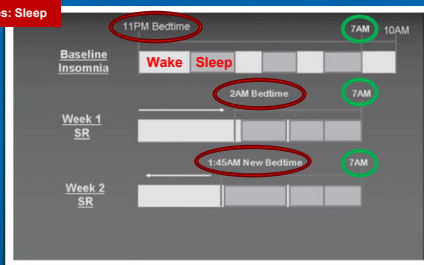 s: Sleep
11PM Bedtime
7AM
10AM
Baseline
Insomnia
Wake
Sleep
2AM Bedtime
7AM
Week 1
SR
1:45AM New Bedtime
7AM
Week 2
SR